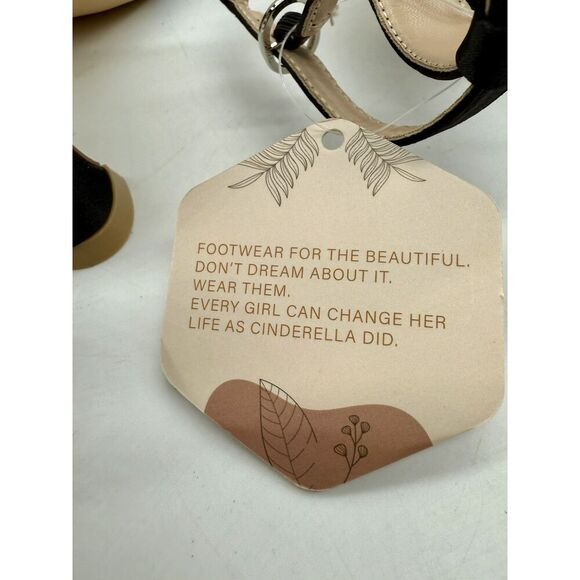 FOOTWEAR FOR THE BEAUTIFUL.
DON'T DREAM ABOUT IT.
WEAR THEM.
EVERY GIRL CAN CHANGE HER
LIFE AS CINDERELLA DID.